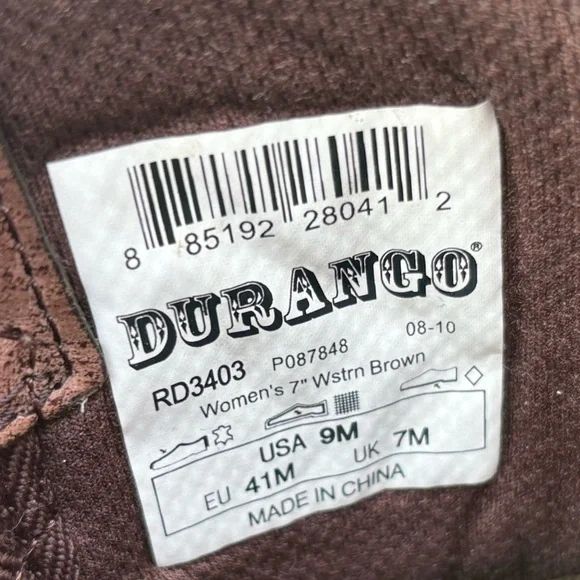 8 85192 28041 2
DURANGO®
RD3403 P087848 08-10
Women's 7" Wstrn Brown
USA 9M
EU 41M UK 7M
MADE IN CHINA